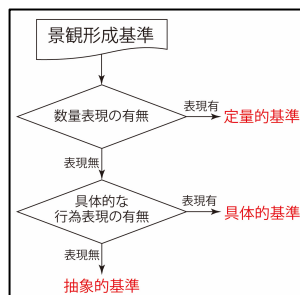 景観形成基準
数量表現の有無
表現有
定量的基準
表現無
具体的な
行為表現の有無
表現有
具体的基準
表現無
抽象的基準